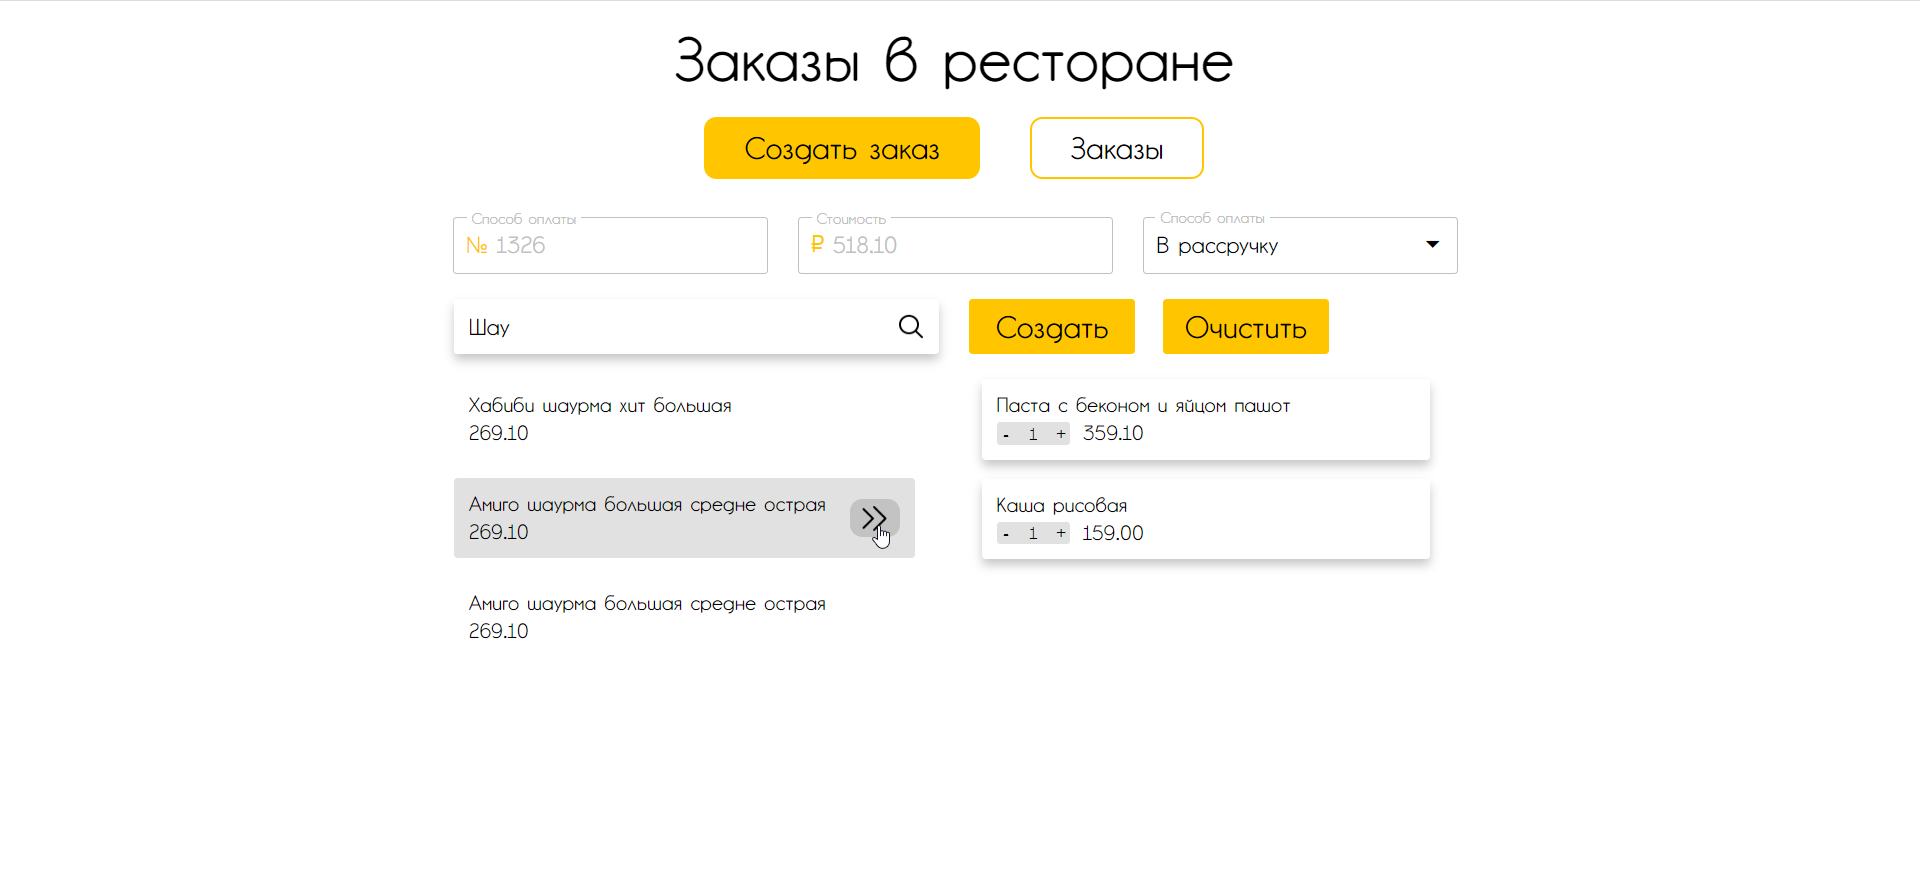 Заказы в ресторане
Создать заказ
Заказы
Способ оплаты
№ 1326
Стоимость
₽ 518.10
Способ оплаты
В рассручку
Шау
Создать
Очистить
Хабиби шаурма хит большая
269.10
Амиго шаурма большая средне острая
269.10
Амиго шаурма большая средне острая
269.10
Паста с беконом и яйцом пашот
- 1 + 359.10
Каша рисовая
- 1 + 159.00